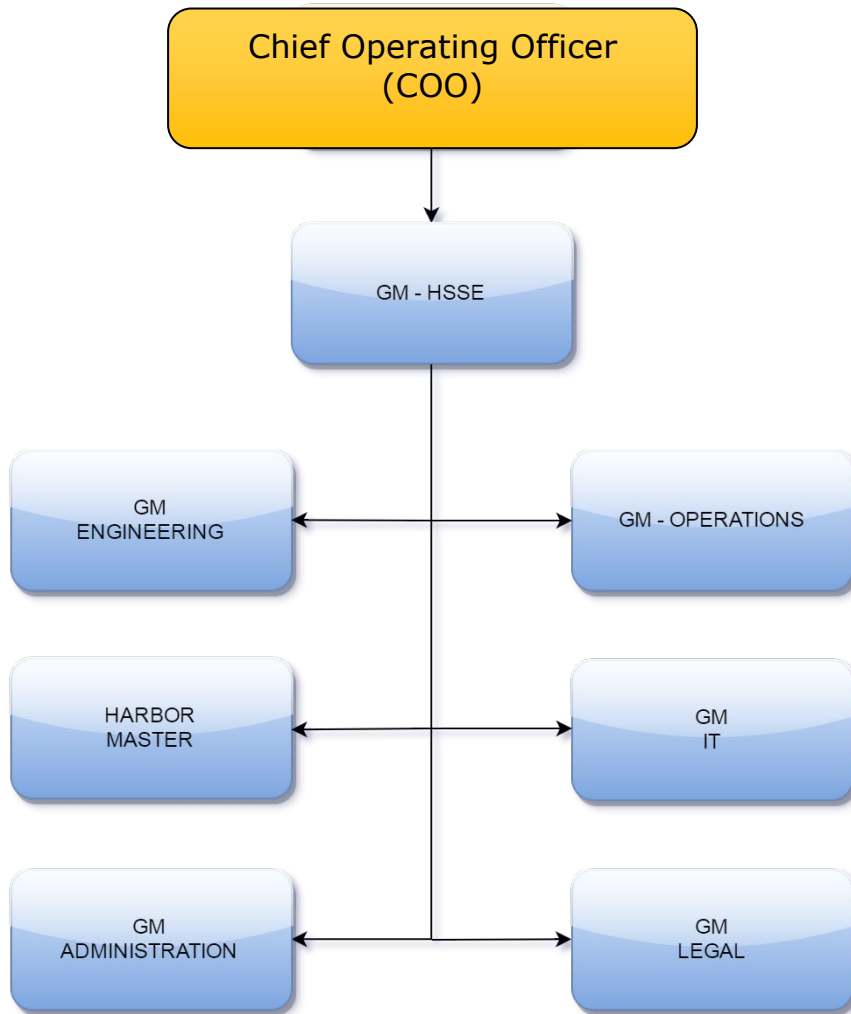 Chief Operating Officer
(COO)
GM - HSSE
GM
ENGINEERING
GM - OPERATIONS
HARBOR
MASTER
GM
IT
GM
ADMINISTRATION
GM
LEGAL